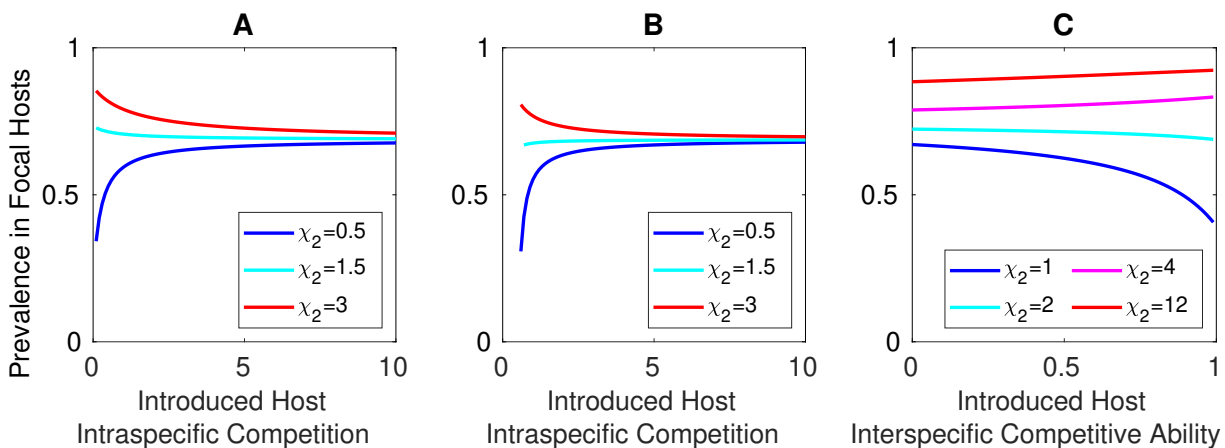 A
B
C
Prevalence in Focal Hosts
1
0.5
0
χ2=0.5
χ2=1.5
χ2=3
0
5
10
Introduced Host
Intraspecific Competition
1
0.5
0
χ2=0.5
χ2=1.5
χ2=3
0
5
10
Introduced Host
Intraspecific Competition
1
0.5
0
χ2=1
χ2=4
χ2=2
χ2=12
0
0.5
1
Introduced Host
Interspecific Competitive Ability